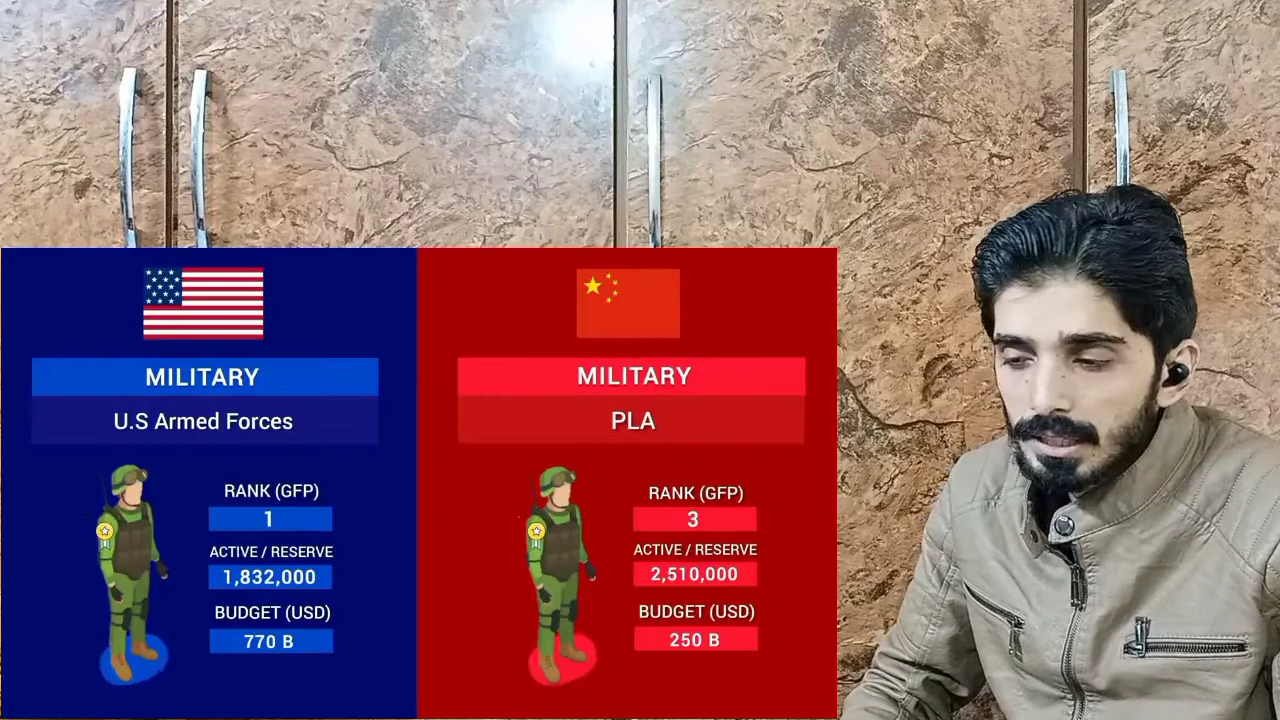 MILITARY
U.S Armed Forces
RANK (GFP)
1
ACTIVE / RESERVE
1,832,000
BUDGET (USD)
770 B
MILITARY
PLA
RANK (GFP)
3
ACTIVE / RESERVE
2,510,000
BUDGET (USD)
250 B